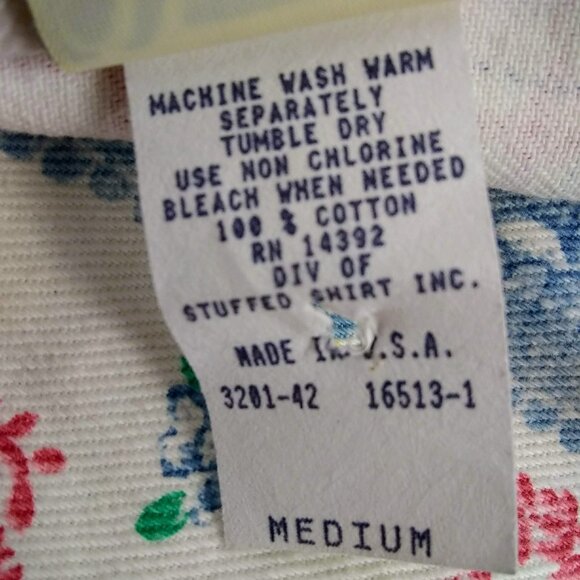 MACHINE WASH WARM
SEPARATELY
TUMBLE DRY
USE NON CHLORINE
BLEACH WHEN NEEDED
100 % COTTON
RN 14392
DIV OF
STUFFED SHIRT INC.
MADE IN U.S.A.
3201-42 16513-1
MEDIUM